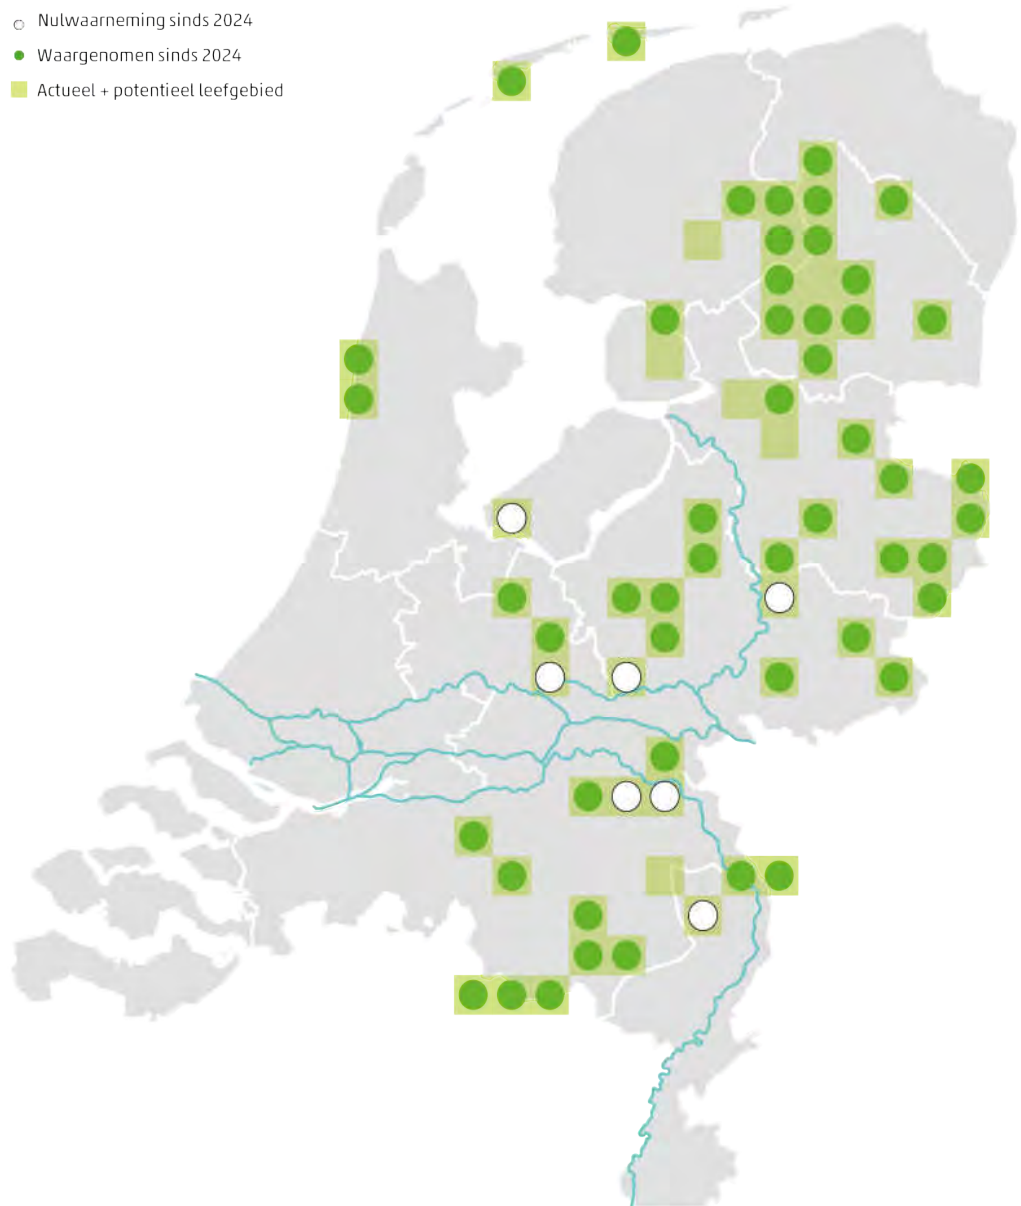 Nulwaarneming sinds 2024
Waargenomen sinds 2024
Actueel + potentieel leefgebied